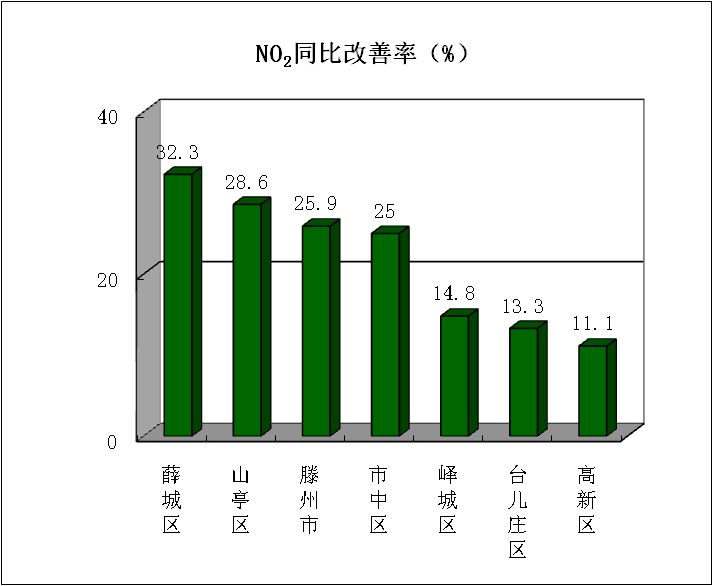 NO₂同比改善率（%）
40
20
0
32.3
28.6
25.9
25
14.8
13.3
11.1
薛城区
山亭区
滕州市
市中区
峄城区
台儿庄区
高新区